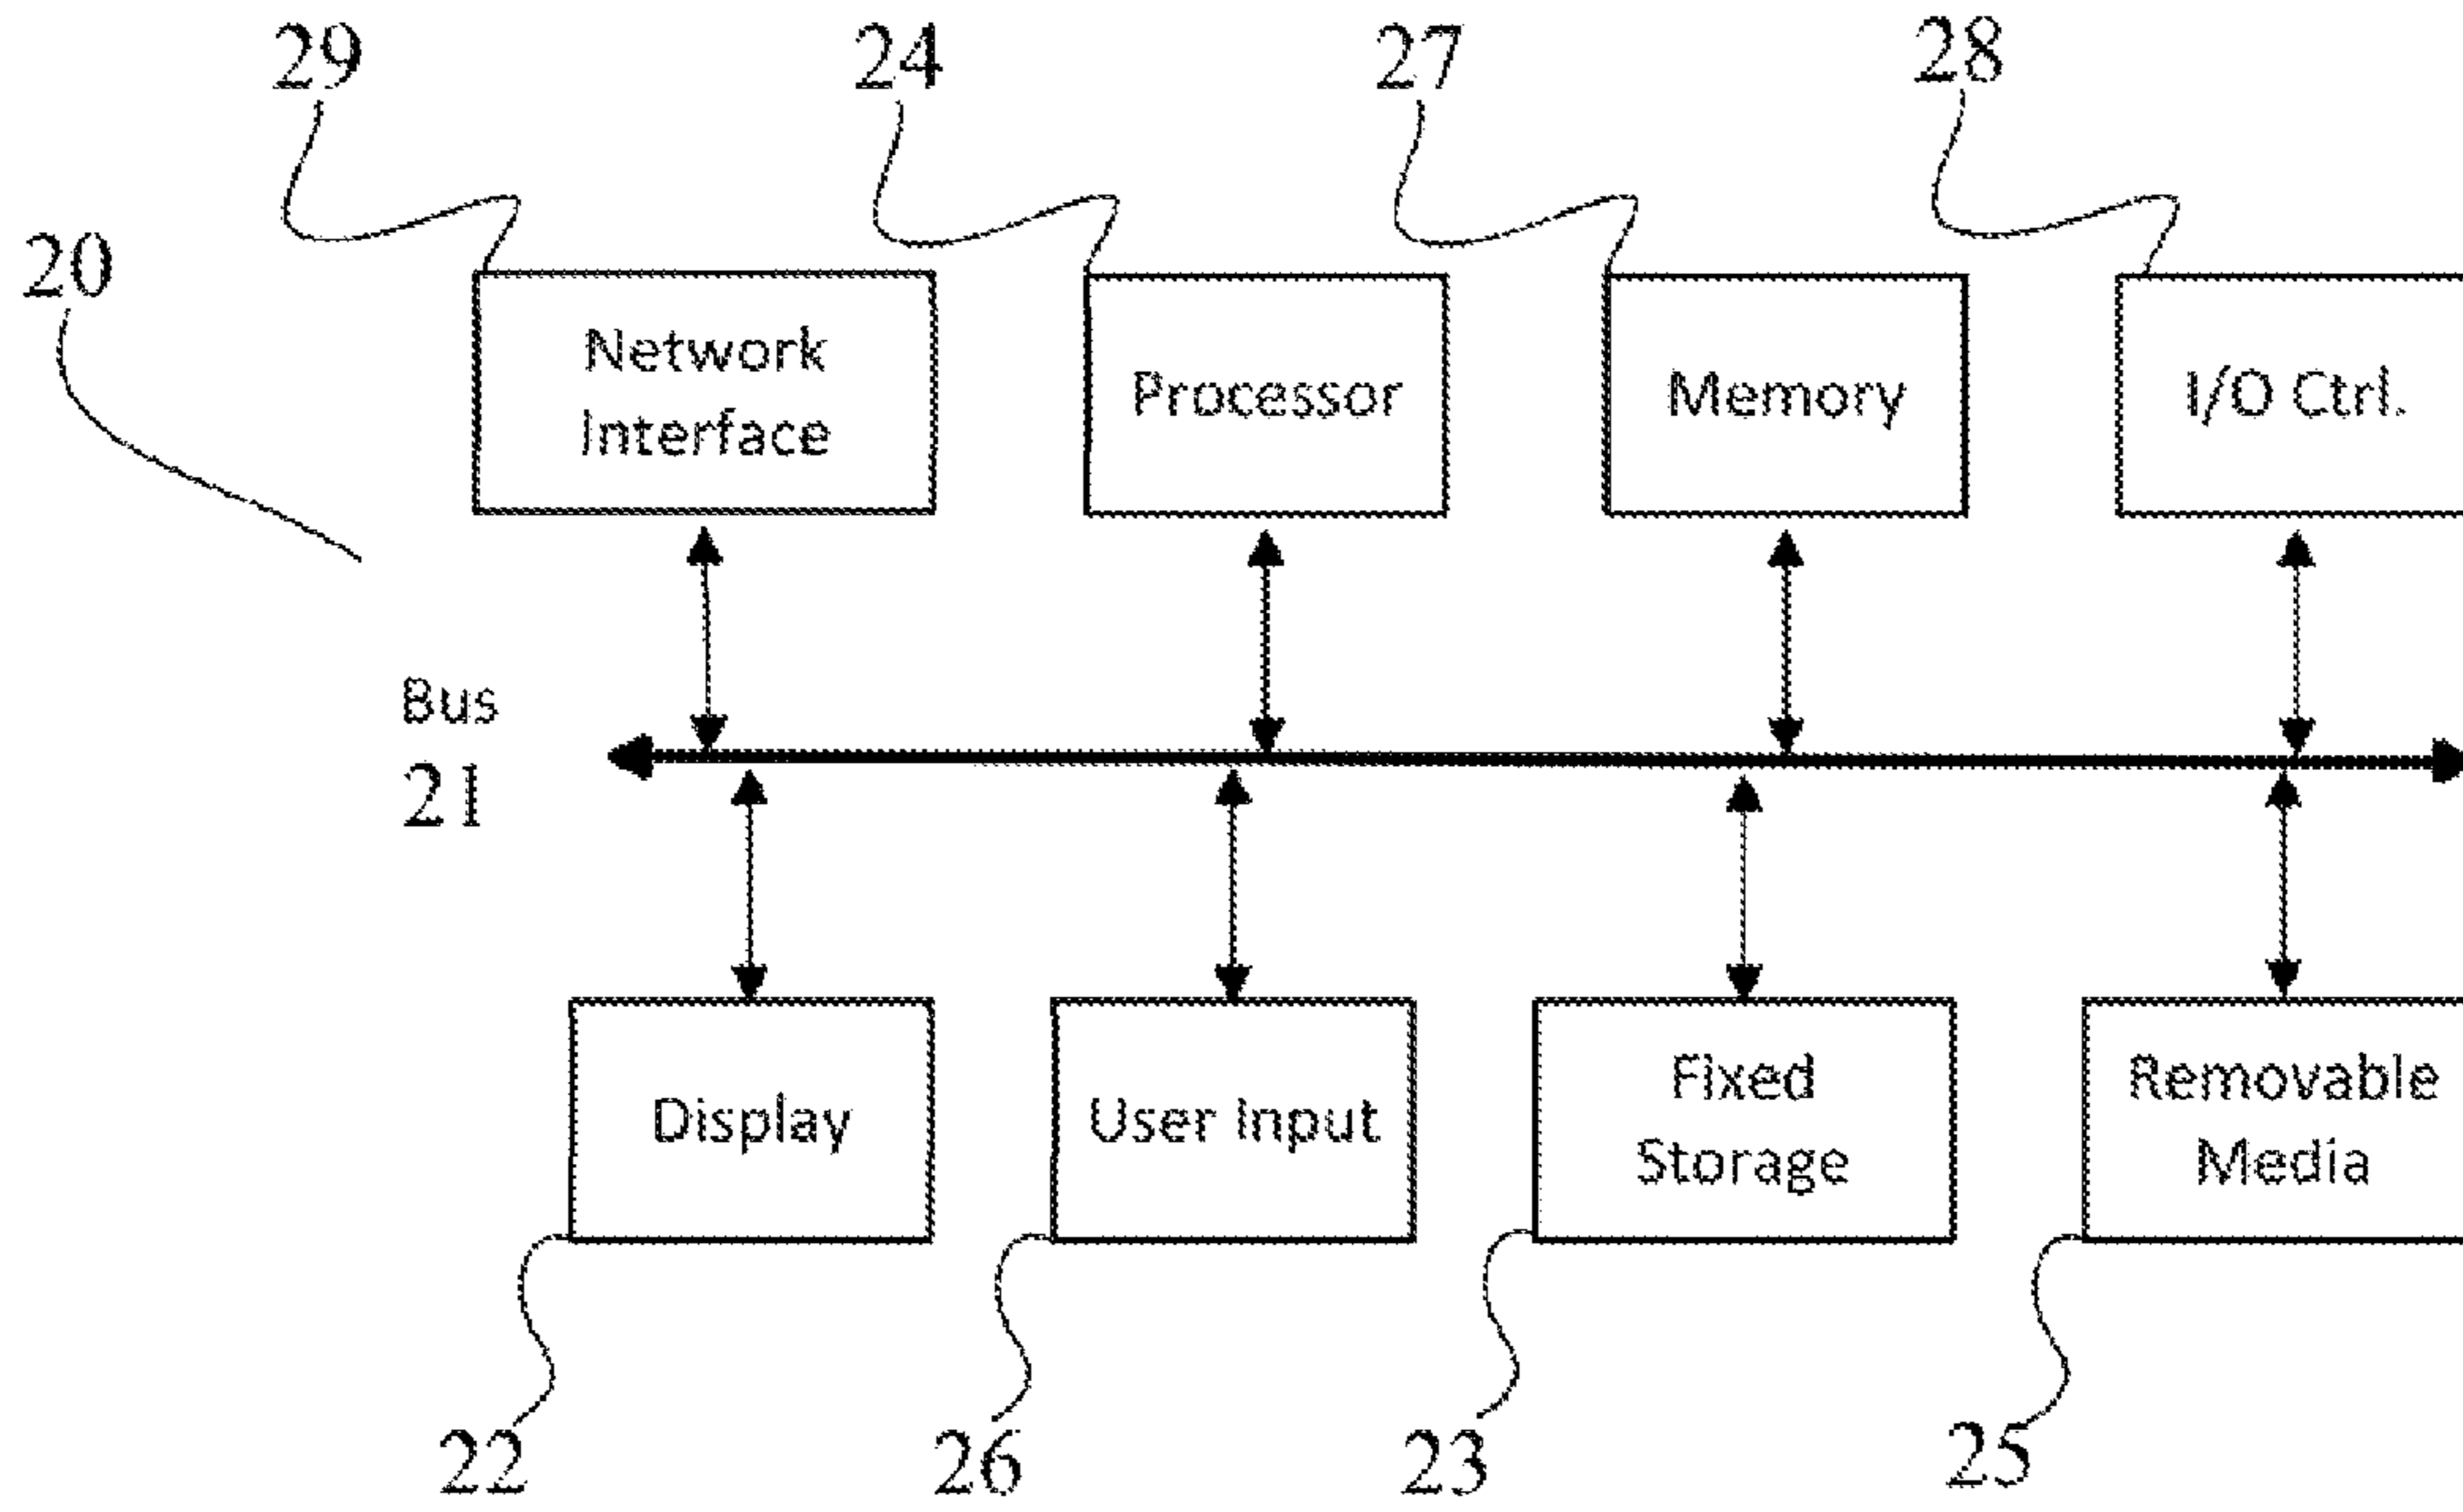 29
24
27
28
20
Network
Interface
Processor
Memory
I/O Ctrl.
Bus
21
Display
User Input
Fixed
Storage
Removable
Media
22
26
23
25